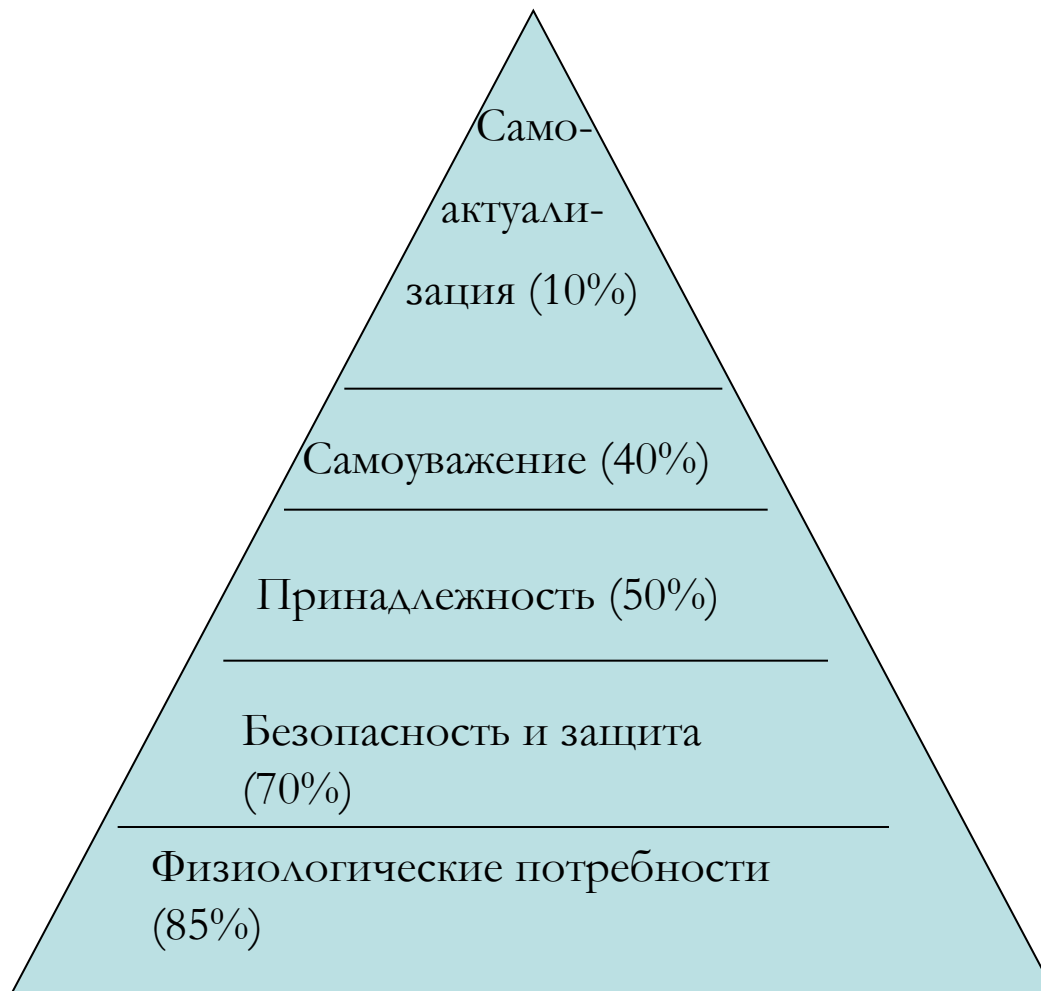 Само-
актуали-
зация (10%)
Самоуважение (40%)
Принадлежность (50%)
Безопасность и защита
(70%)
Физиологические потребности
(85%)